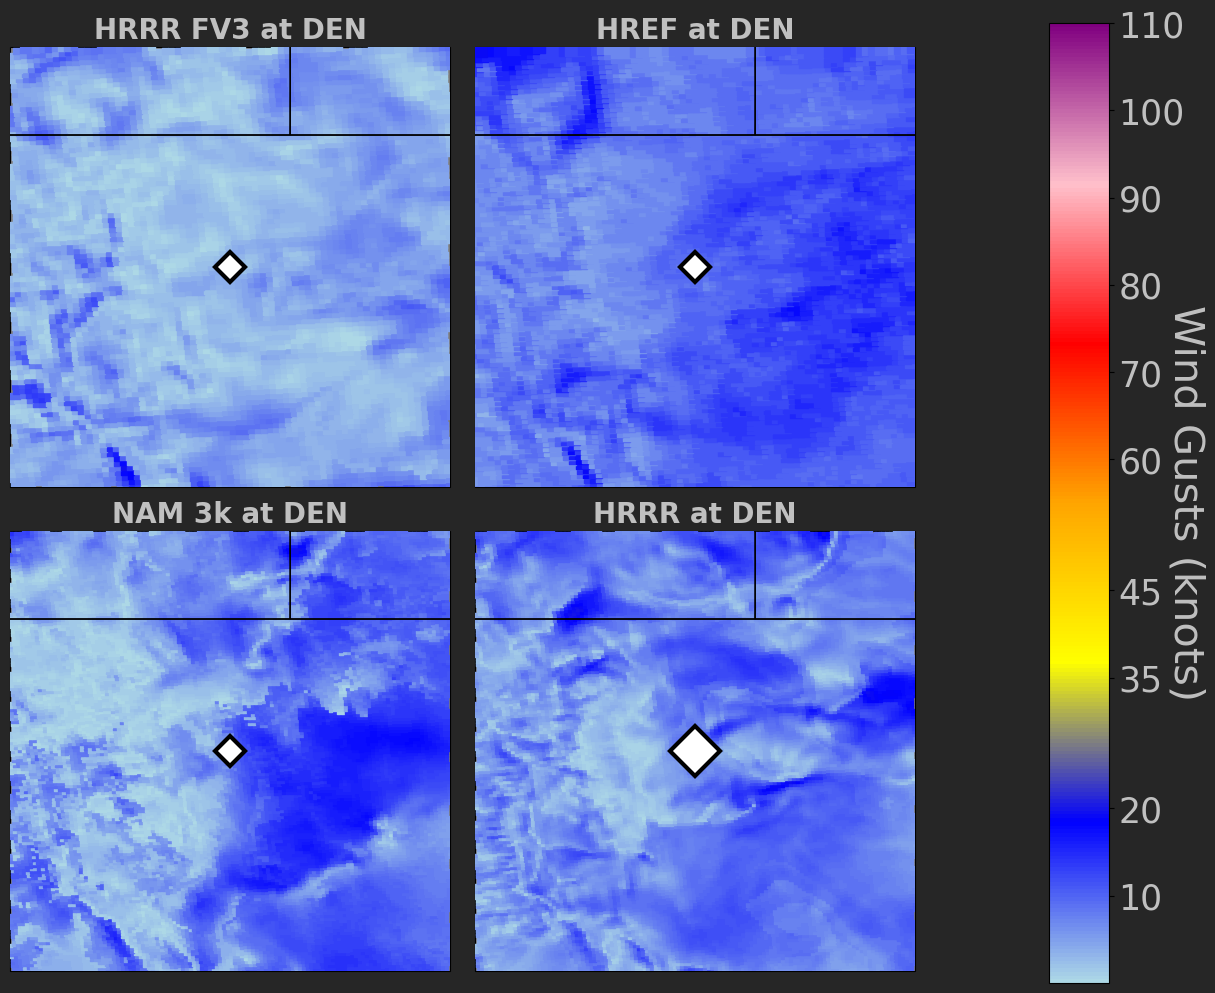 HRRR FV3 at DEN
HREF at DEN
NAM 3k at DEN
HRRR at DEN
110
100
90
80
70
60
45
35
20
10
Wind Gusts (knots)